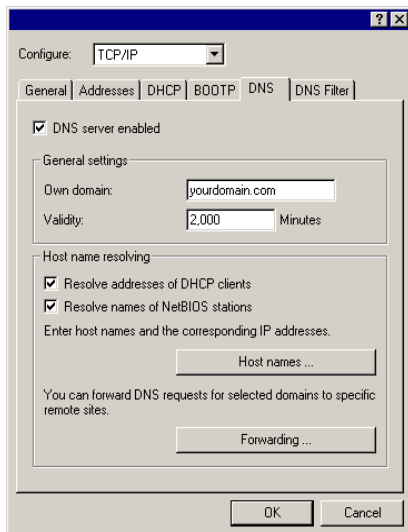 Configure: TCP/IP
General Addresses DHCP BOOTP DNS DNS Filter
DNS server enabled
General settings
Own domain: yourdomain.com
Validity: 2,000 Minutes
Host name resolving
Resolve addresses of DHCP clients
Resolve names of NetBIOS stations
Enter host names and the corresponding IP addresses.
Host names ...
You can forward DNS requests for selected domains to specific
remote sites.
Forwarding ...
OK Cancel